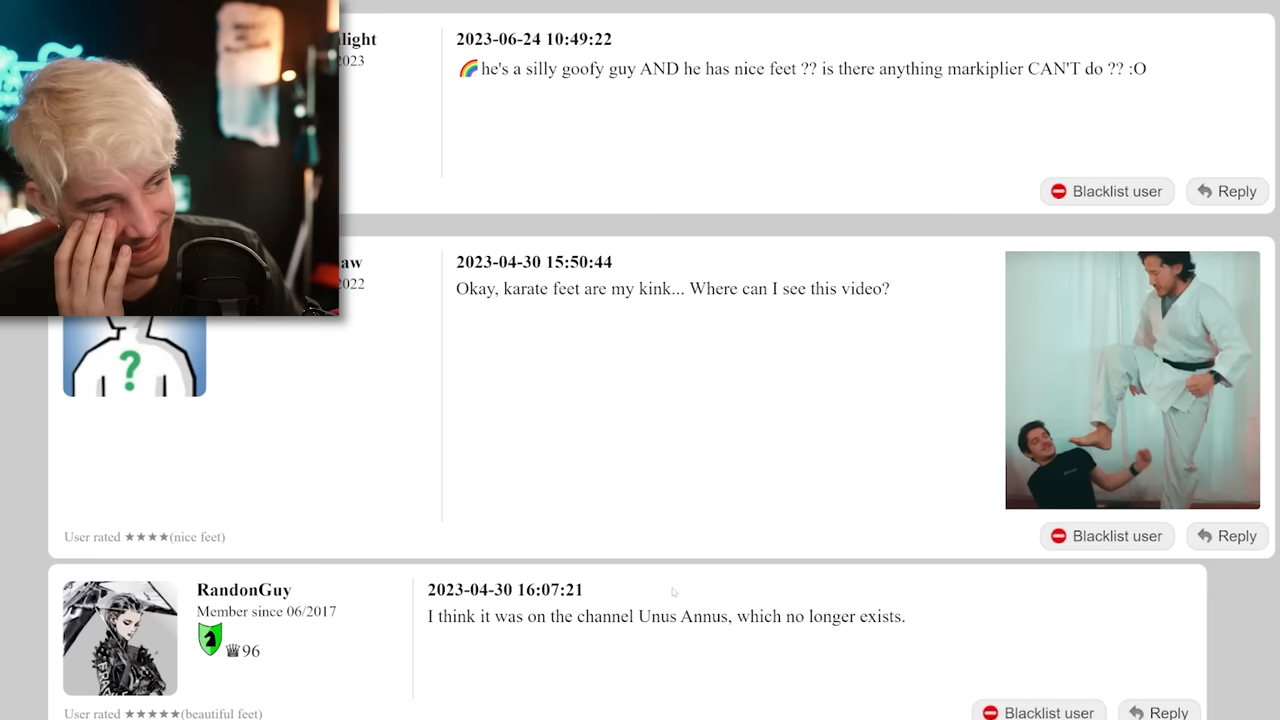 light
2023
2023-06-24 10:49:22
🌈he's a silly goofy guy AND he has nice feet ?? is there anything markiplier CAN'T do ?? :O
Blacklist user
Reply
aw
2022
2023-04-30 15:50:44
Okay, karate feet are my kink... Where can I see this video?
?
User rated ★★★★(nice feet)
Blacklist user
Reply
RandonGuy
Member since 06/2017
♛96
2023-04-30 16:07:21
I think it was on the channel Unus Annus, which no longer exists.
User rated ★★★★★(beautiful feet)
Blacklist user
Reply